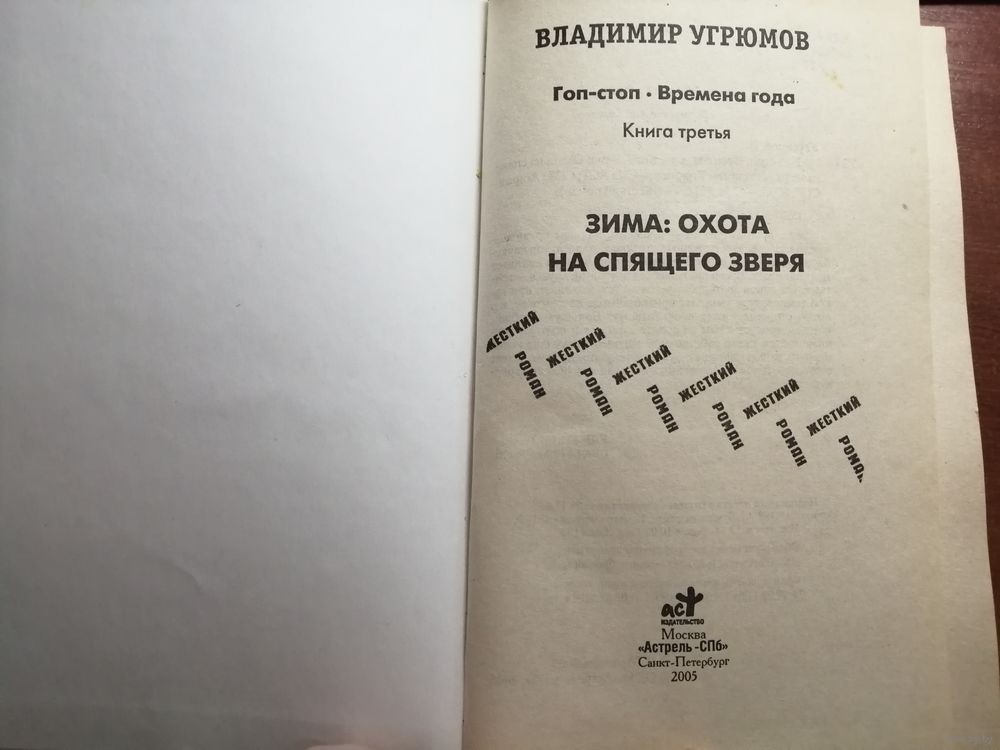 ВЛАДИМИР УГРЮМОВ
Гоп-стоп • Времена года
Книга третья
ЗИМА: ОХОТА
НА СПЯЩЕГО ЗВЕРЯ
ЖЕСТКИЙ
РОМАН
ЖЕСТКИЙ
РОМАН
ЖЕСТКИЙ
РОМАН
ЖЕСТКИЙ
РОМАН
ЖЕСТКИЙ
РОМАН
ЖЕСТКИЙ
РОМАН
аст
ИЗДАТЕЛЬСТВО
Москва
«Астрель-СПб»
Санкт-Петербург
2005